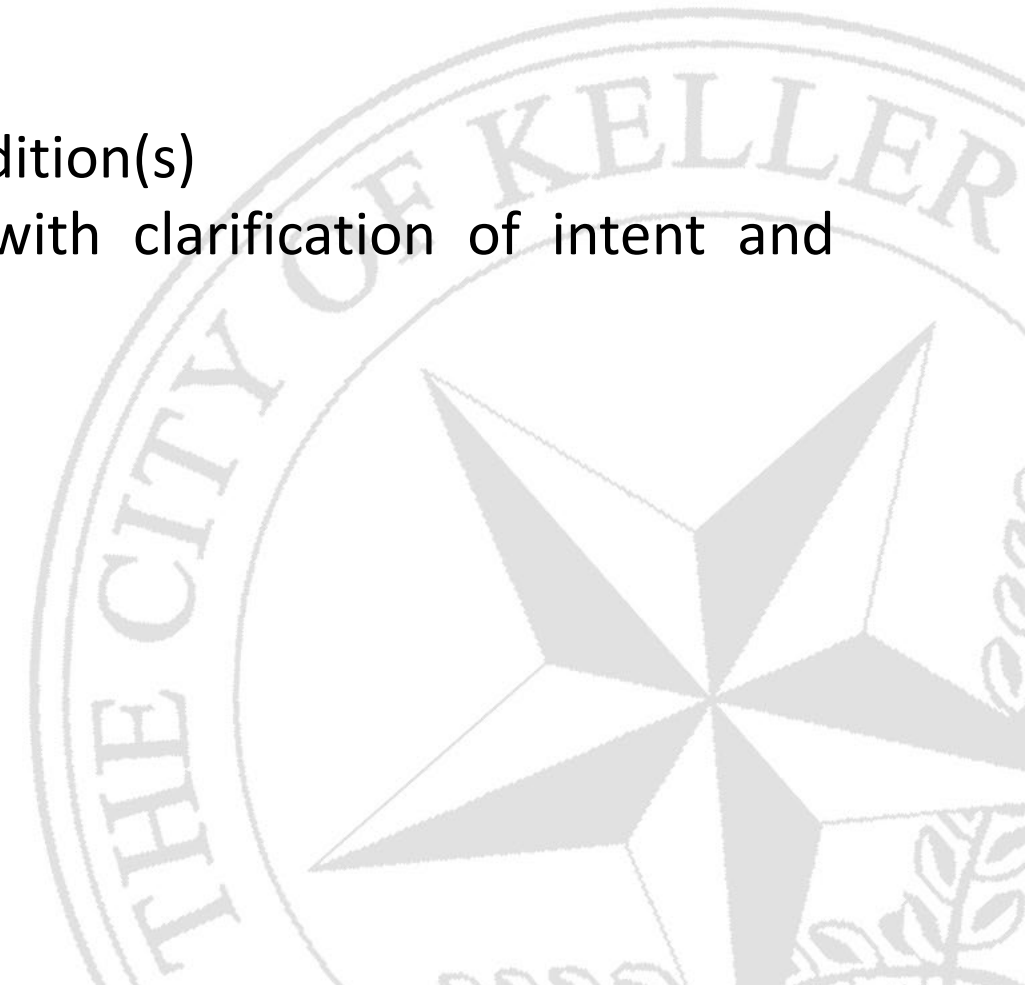 dition(s)
with clarification of intent and
THE CITY OF KELLER